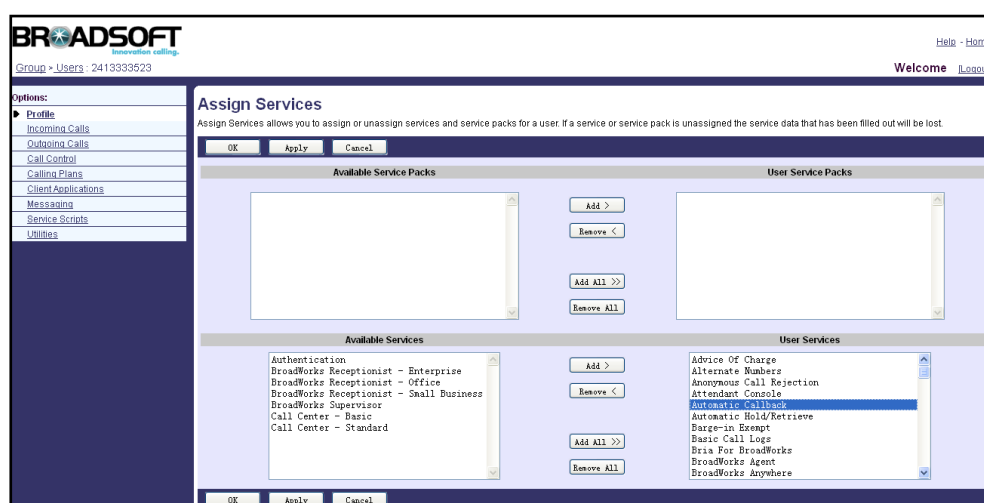 BROADSOFT
Innovation calling.
Help - Hom
Group > Users : 2413333523
Welcome [Logou
Options:
Profile
Incoming Calls
Outgoing Calls
Call Control
Calling Plans
Client Applications
Messaging
Service Scripts
Utilities
Assign Services
Assign Services allows you to assign or unassign services and service packs for a user. If a service or service pack is unassigned the service data that has been filled out will be lost.
OK Apply Cancel
Available Service Packs
User Service Packs
Add >
Remove <
Add All >>
Remove All
Available Services
User Services
Authentication
BroadWorks Receptionist - Enterprise
BroadWorks Receptionist - Office
BroadWorks Receptionist - Small Business
BroadWorks Supervisor
Call Center - Basic
Call Center - Standard
Add >
Remove <
Add All >>
Remove All
Advice Of Charge
Alternate Numbers
Anonymous Call Rejection
Attendant Console
Automatic Callback
Automatic Hold/Retrieve
Barge-in Exempt
Basic Call Logs
Bria For BroadWorks
BroadWorks Agent
BroadWorks Anywhere
OK Apply Cancel